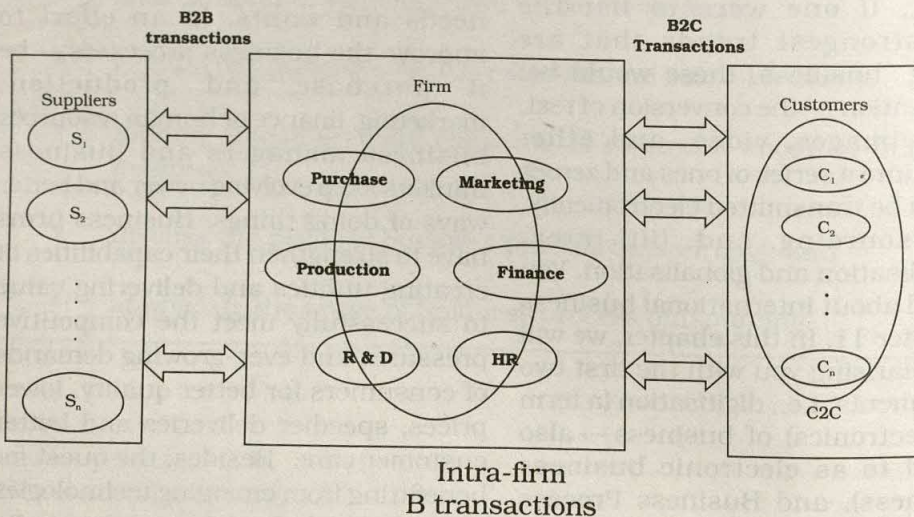 B2B
transactions
B2C
Transactions
Suppliers
S1
S2
Sn
Firm
Purchase
Marketing
Production
Finance
R & D
HR
Customers
C1
C2
Cn
C2C
Intra-firm
B transactions